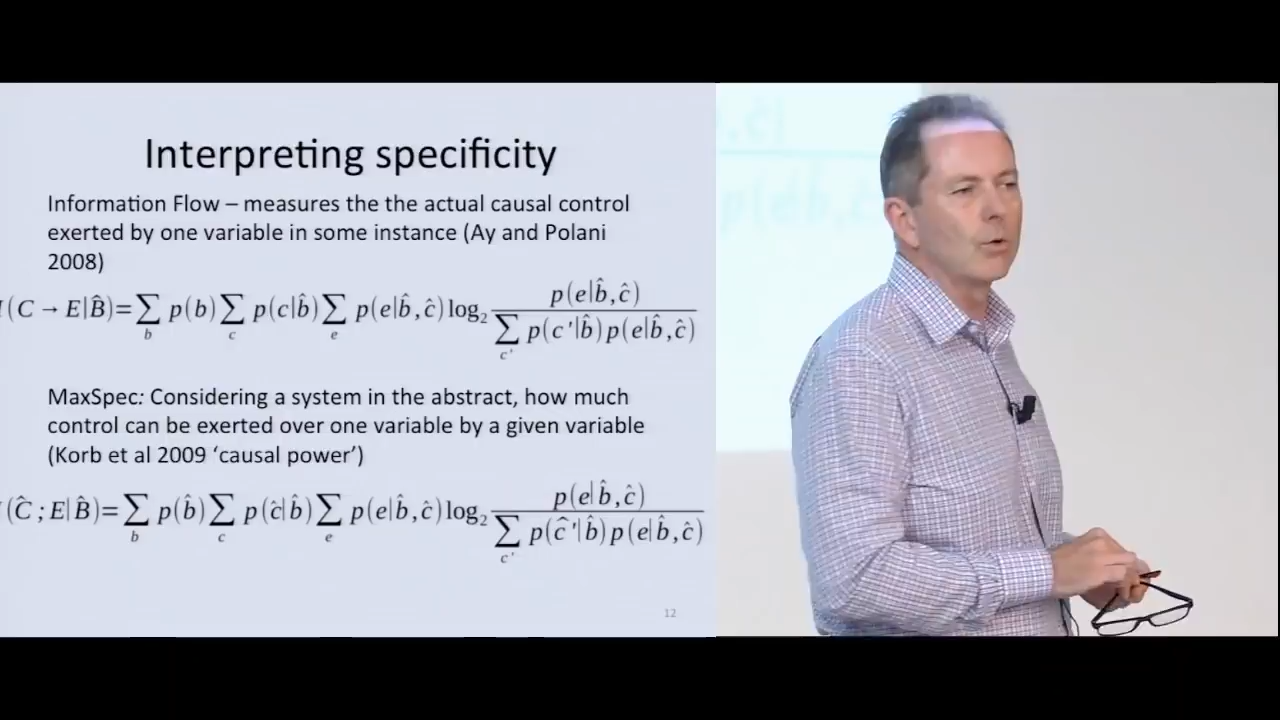 Interpreting specificity
Information Flow – measures the the actual causal control
exerted by one variable in some instance (Ay and Polani
2008)
(C → E|B̂)=∑_b p(b)∑_c p(c|b̂)∑_e p(e|b̂,ĉ)log₂ p(e|b̂,ĉ) / ∑_c' p(c'|b̂)p(e|b̂,ĉ)
MaxSpec: Considering a system in the abstract, how much
control can be exerted over one variable by a given variable
(Korb et al 2009 ‘causal power’)
(Ĉ ; E|B̂)=∑_b p(b̂)∑_c p(ĉ|b̂)∑_e p(e|b̂,ĉ)log₂ p(e|b̂,ĉ) / ∑_c' p(ĉ'|b̂)p(e|b̂,ĉ)
12